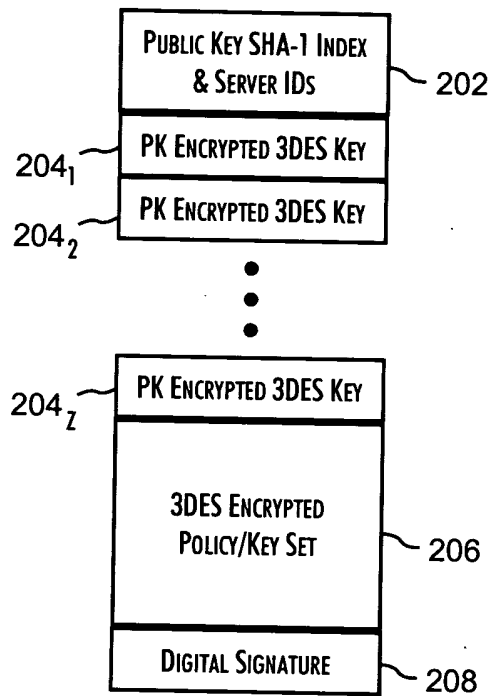 PUBLIC KEY SHA-1 INDEX
& SERVER IDS
202
204₁
PK ENCRYPTED 3DES KEY
204₂
PK ENCRYPTED 3DES KEY
204Z
PK ENCRYPTED 3DES KEY
3DES ENCRYPTED
POLICY/KEY SET
206
DIGITAL SIGNATURE
208